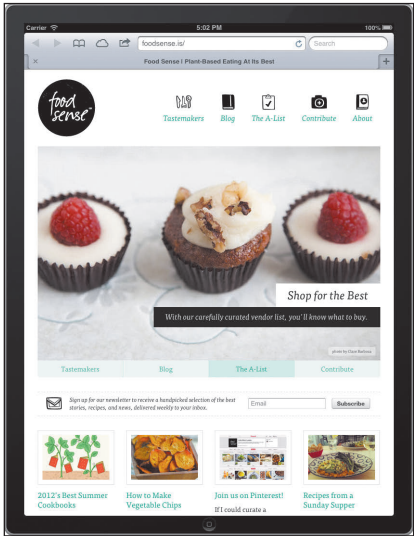 Carrier
5:02 PM
100%
foodsense.is/
Search
Food Sense | Plant-Based Eating At Its Best
food
sense™
Tastemakers
Blog
The A-List
Contribute
About
Shop for the Best
With our carefully curated vendor list, you'll know what to buy.
Tastemakers
Blog
The A-List
Contribute
Sign up for our newsletter to receive a handpicked selection of the best
stories, recipes, and news, delivered weekly to your inbox.
Email
Subscribe
2012's Best Summer
Cookbooks
How to Make
Vegetable Chips
Join us on Pinterest!
If I could curate a
Recipes from a
Sunday Supper